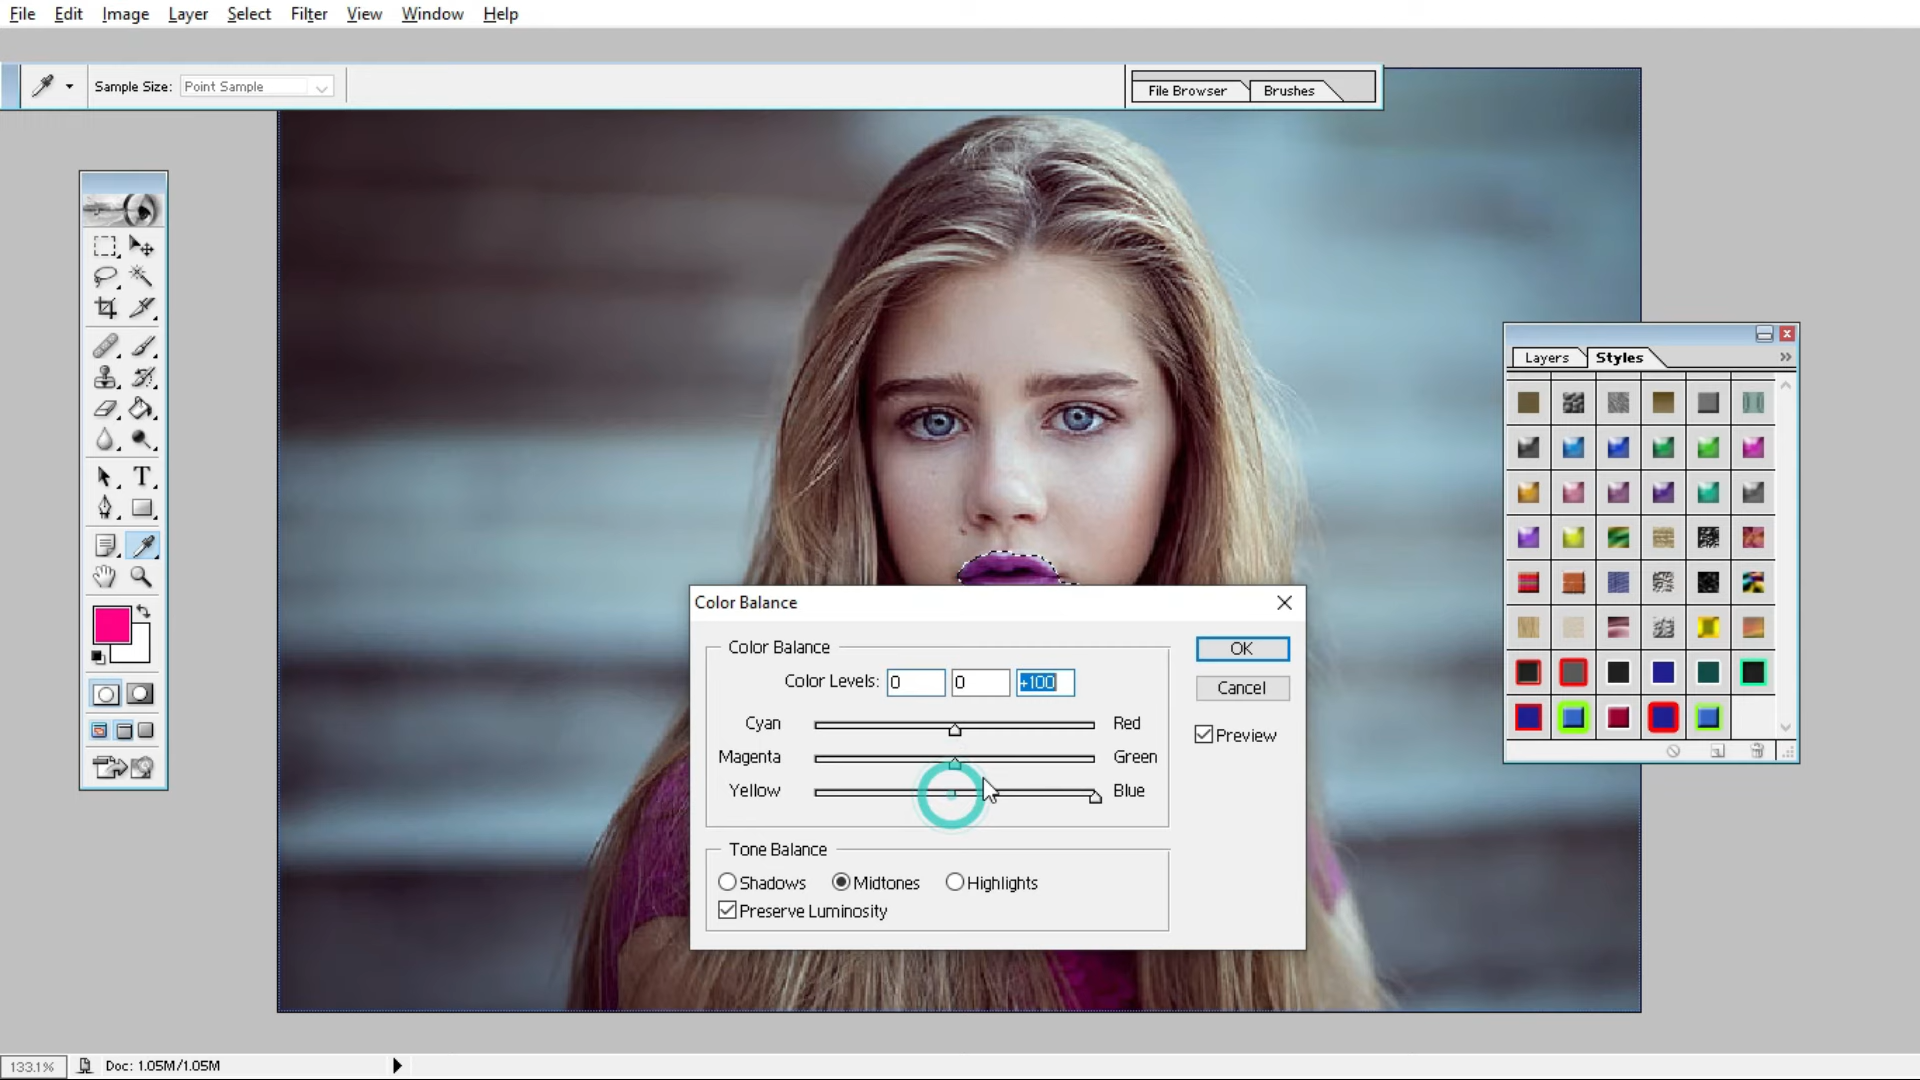 File Edit Image Layer Select Filter View Window Help
Sample Size: Point Sample
File Browser Brushes
Layers Styles
T
Color Balance
Color Balance
OK
Color Levels: 0 0 +100
Cancel
Cyan Red
Preview
Magenta Green
Yellow Blue
Tone Balance
Shadows Midtones Highlights
Preserve Luminosity
133.1% Doc: 1.05M/1.05M